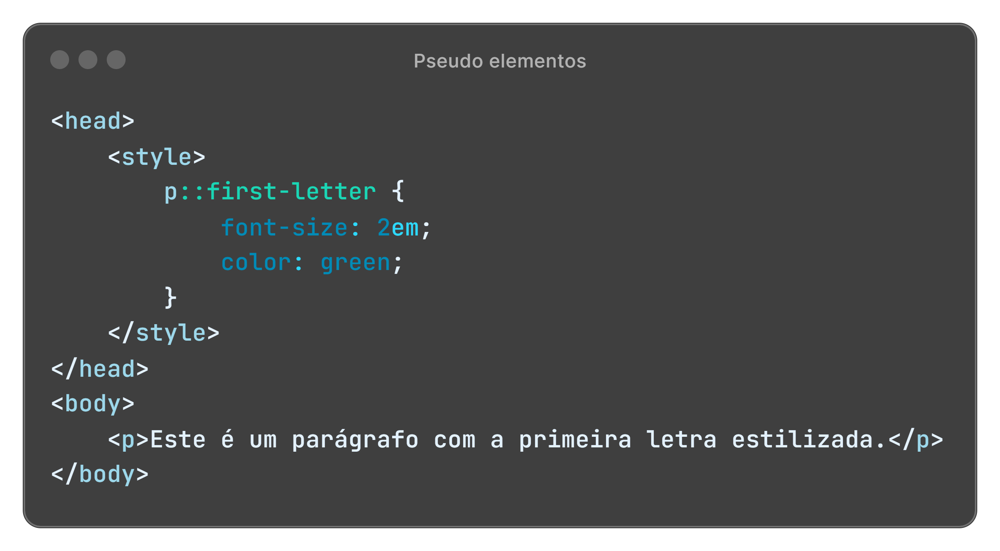 Pseudo elementos
<head>
    <style>
        p::first-letter {
            font-size: 2em;
            color: green;
        }
    </style>
</head>
<body>
    <p>Este é um parágrafo com a primeira letra estilizada.</p>
</body>